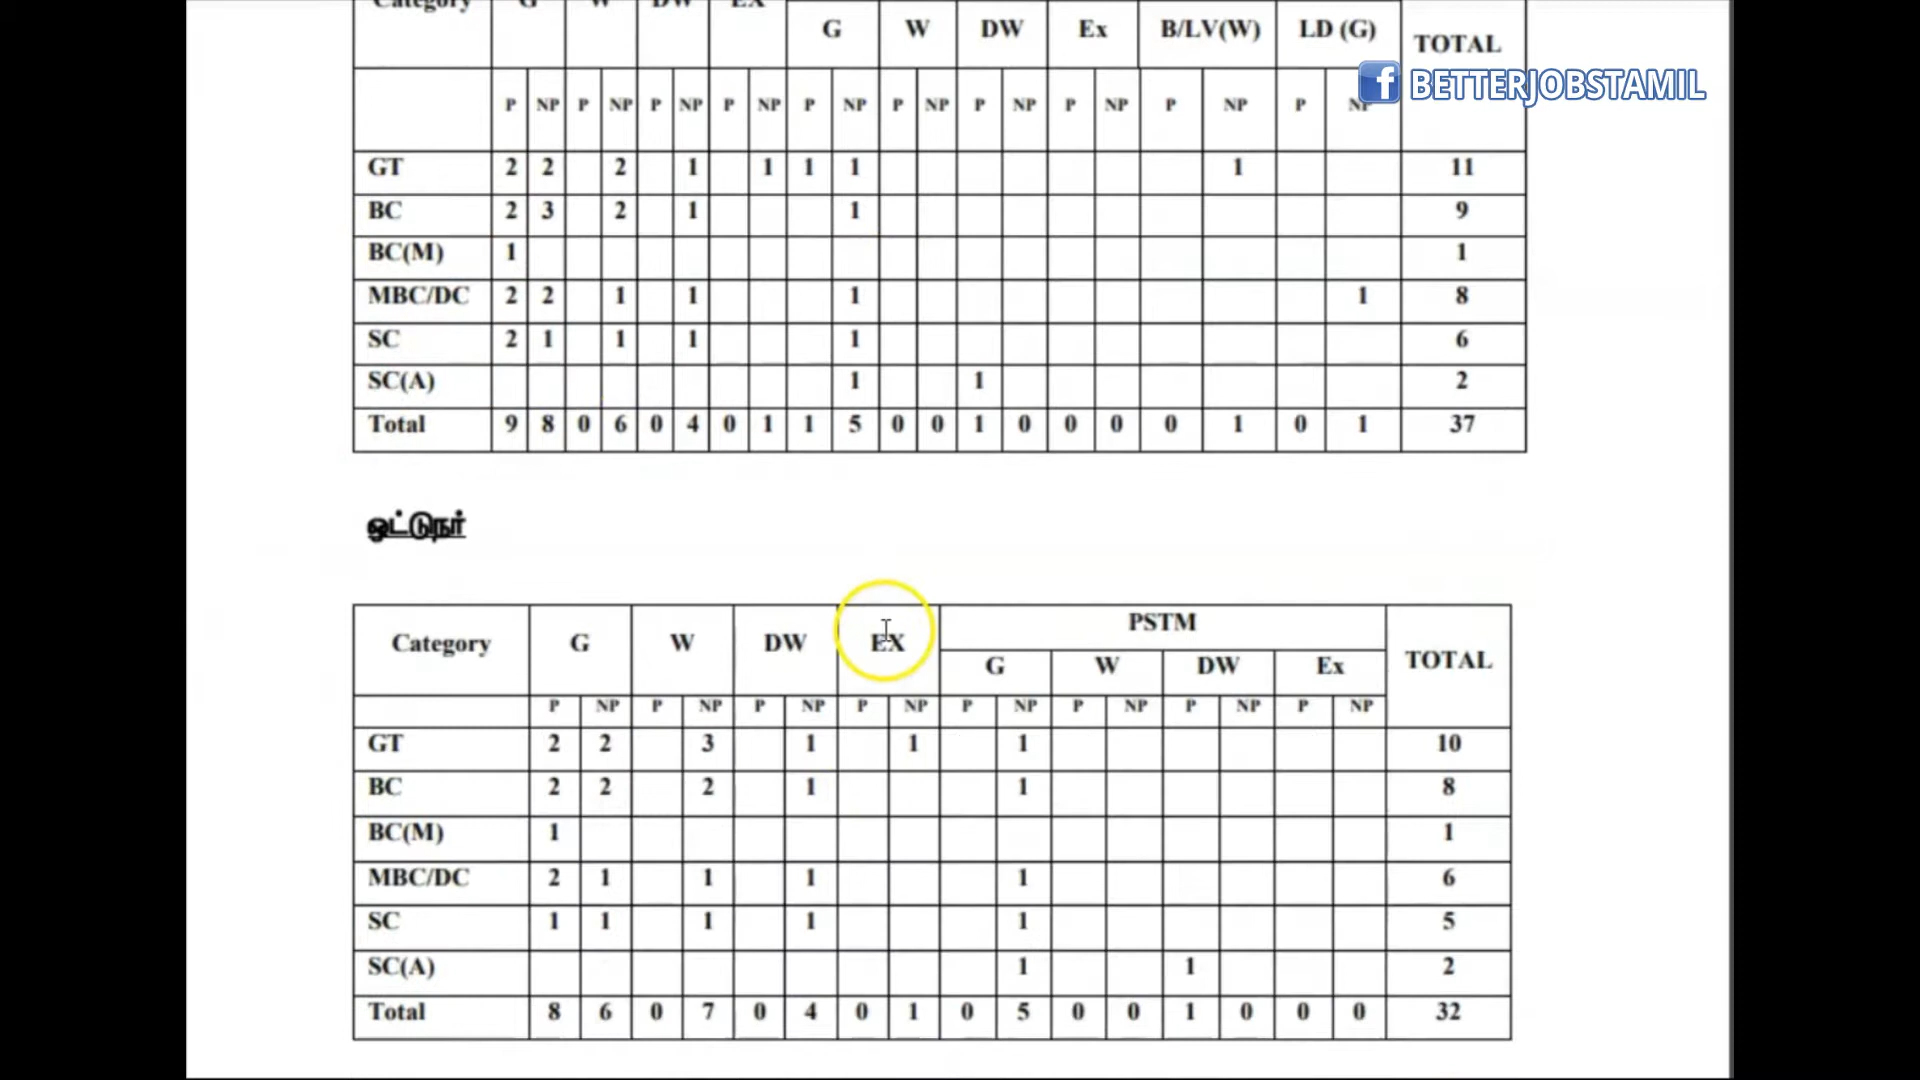 Category G W DW EX
G W DW Ex B/LV(W) LD (G) TOTAL
f BETTERJOBSTAMIL
P NP P NP P NP P NP P NP P NP P NP P NP P NP P NP
GT 2 2 2 1 1 1 1 1 11
BC 2 3 2 1 1 9
BC(M) 1 1
MBC/DC 2 2 1 1 1 1 8
SC 2 1 1 1 1 6
SC(A) 1 1 2
Total 9 8 0 6 0 4 0 1 1 5 0 0 1 0 0 0 0 1 0 1 37
ஒட்டுநர்
Category G W DW EX PSTM TOTAL
G W DW Ex
P NP P NP P NP P NP P NP P NP P NP P NP
GT 2 2 3 1 1 1 10
BC 2 2 2 1 1 8
BC(M) 1 1
MBC/DC 2 1 1 1 1 6
SC 1 1 1 1 1 5
SC(A) 1 1 2
Total 8 6 0 7 0 4 0 1 0 5 0 0 1 0 0 0 32